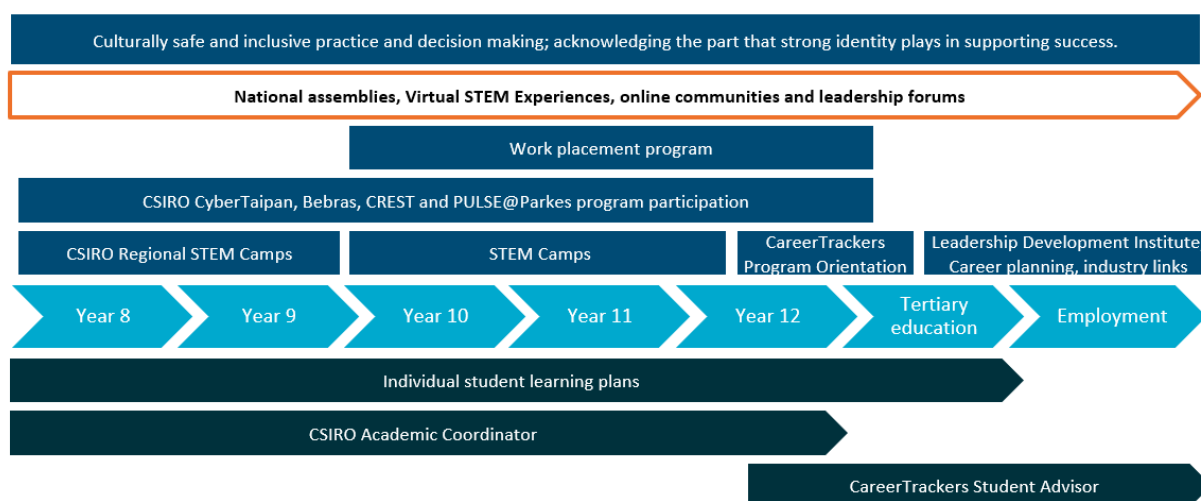 Culturally safe and inclusive practice and decision making; acknowledging the part that strong identity plays in supporting success.
National assemblies, Virtual STEM Experiences, online communities and leadership forums
Work placement program
CSIRO CyberTaipan, Bebras, CREST and PULSE@Parkes program participation
CSIRO Regional STEM Camps
STEM Camps
CareerTrackers
Program Orientation
Leadership Development Institute
Career planning, industry links
Year 8
Year 9
Year 10
Year 11
Year 12
Tertiary
education
Employment
Individual student learning plans
CSIRO Academic Coordinator
CareerTrackers Student Advisor